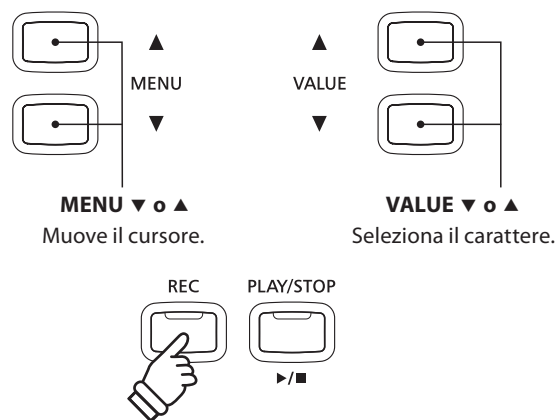 ▲ ▲
MENU VALUE
▼ ▼
MENU ▼ o ▲ VALUE ▼ o ▲
Muove il cursore. Seleziona il carattere.
REC PLAY/STOP
►/■